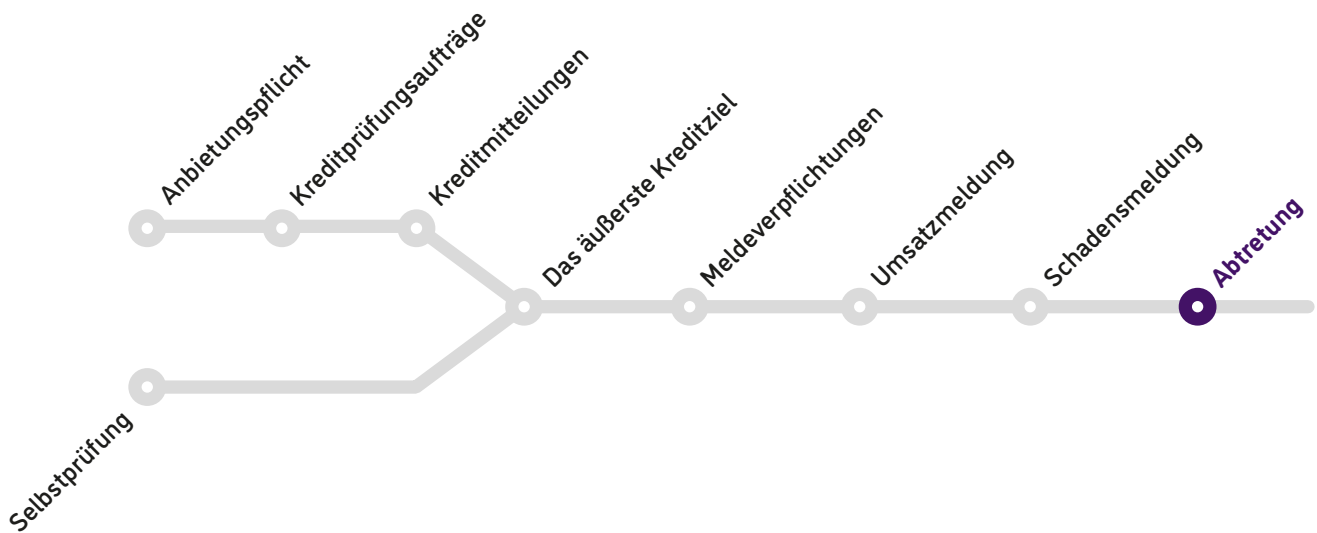 Anbietungspflicht
Kreditprüfungsaufträge
Kreditmitteilungen
Das äußerste Kreditziel
Meldeverpflichtungen
Umsatzmeldung
Schadensmeldung
Abtretung
Selbstprüfung